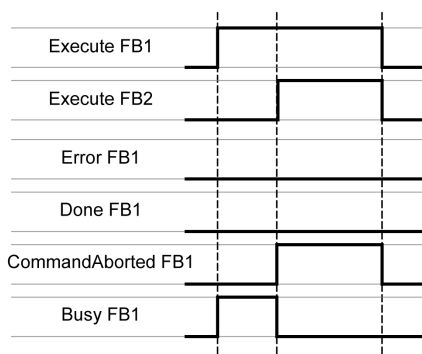 Execute FB1
Execute FB2
Error FB1
Done FB1
CommandAborted FB1
Busy FB1